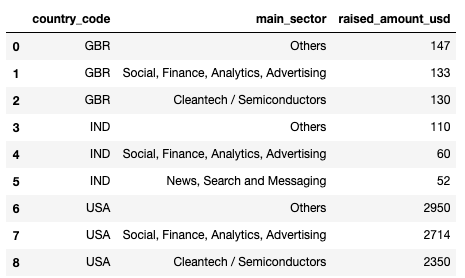 country_code main_sector raised_amount_usd
0 GBR Others 147
1 GBR Social, Finance, Analytics, Advertising 133
2 GBR Cleantech / Semiconductors 130
3 IND Others 110
4 IND Social, Finance, Analytics, Advertising 60
5 IND News, Search and Messaging 52
6 USA Others 2950
7 USA Social, Finance, Analytics, Advertising 2714
8 USA Cleantech / Semiconductors 2350